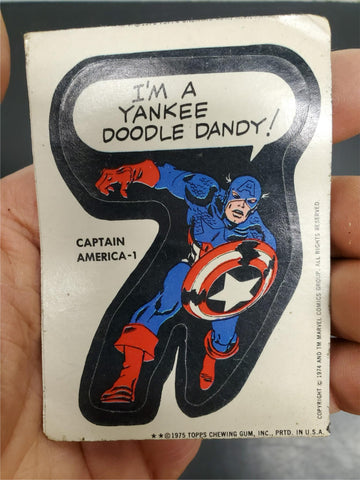 I'M A
YANKEE
DOODLE DANDY!
CAPTAIN
AMERICA-1
COPYRIGHT © 1974 AND TM MARVEL COMICS GROUP. ALL RIGHTS RESERVED.
★★©1975 TOPPS CHEWING GUM, INC., PRTD. IN U.S.A.